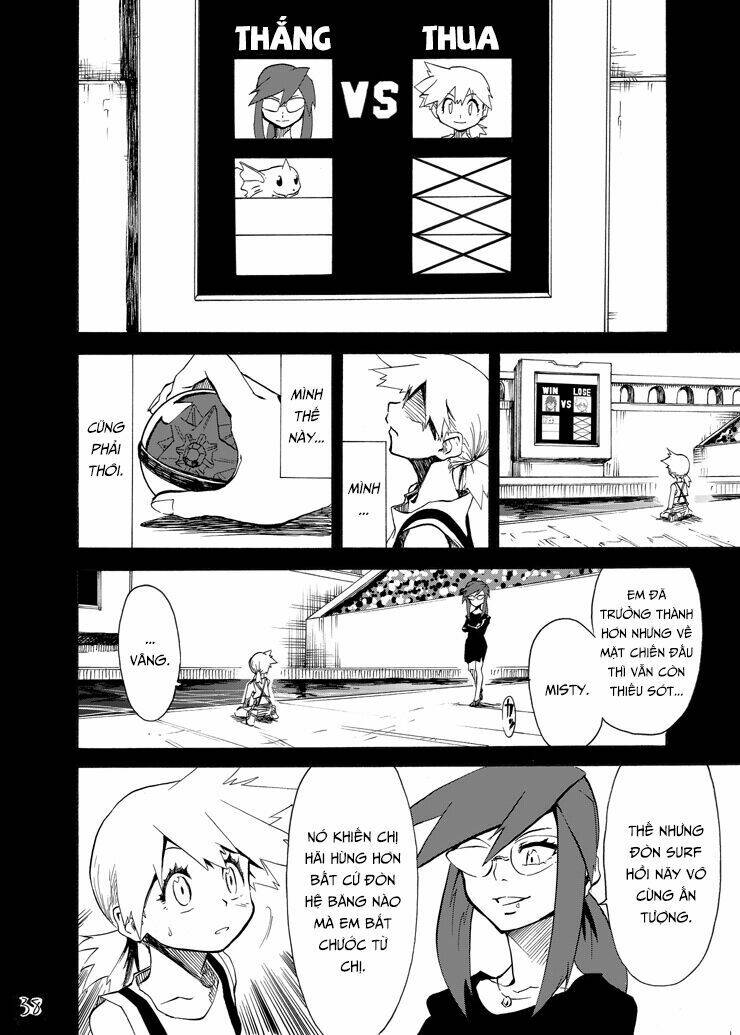 THẮNG
THUA
VS
WIN
LOSE
VS
MÌNH
...
MÌNH
THẾ
NÀY...
CŨNG
PHẢI
THÔI.
EM ĐÃ
TRƯỞNG THÀNH
HƠN NHƯNG VỀ
MẶT CHIẾN ĐẤU
THÌ VẪN CÒN
THIẾU SÓT...
MISTY.
...
VÂNG.
THẾ NHƯNG
ĐÒN SURF
HỒI NÃY VÔ
CÙNG ẤN
TƯỢNG.
NÓ KHIẾN CHỊ
HÃI HÙNG HƠN
BẤT CỨ ĐÒN
HỆ BĂNG NÀO
MÀ EM BẮT
CHƯỚC TỪ
CHỊ.
38